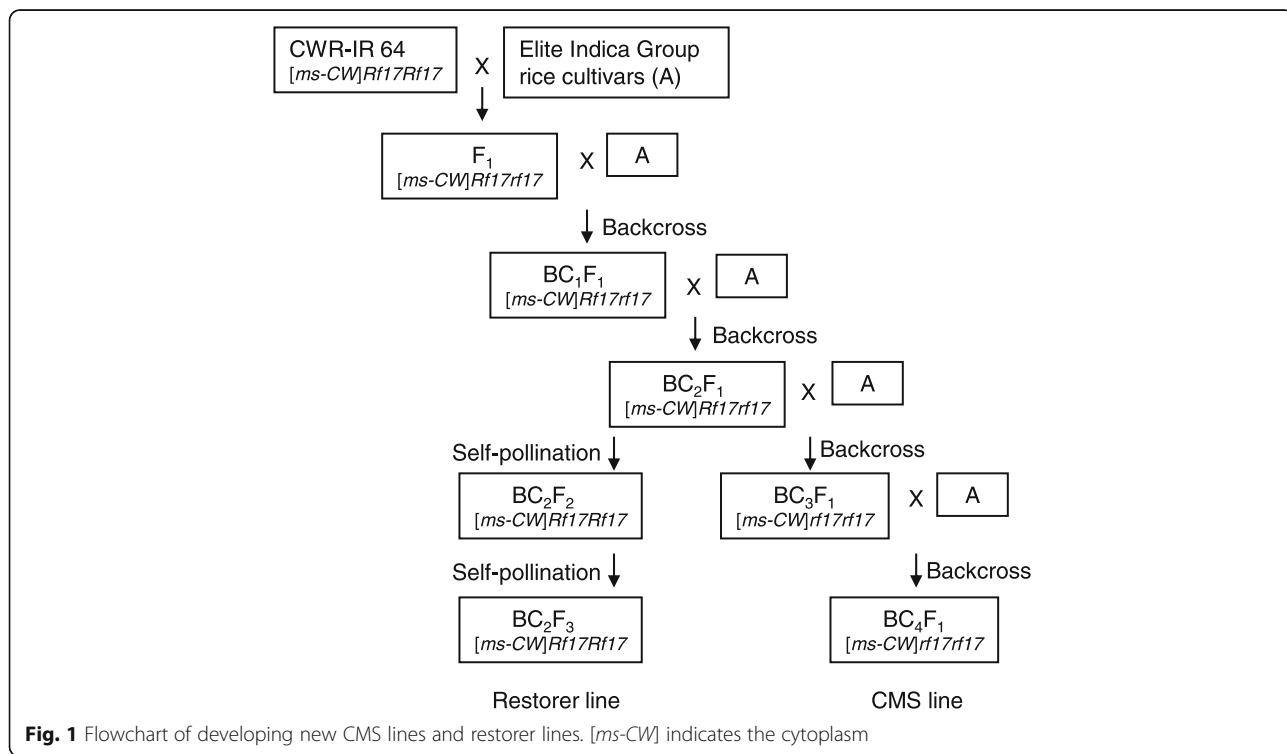 CWR-IR 64
[ms-CW]Rf17Rf17
X
Elite Indica Group
rice cultivars (A)
F₁
[ms-CW]Rf17rf17
X
A
Backcross
BC₁F₁
[ms-CW]Rf17rf17
X
A
Backcross
BC₂F₁
[ms-CW]Rf17rf17
X
A
Self-pollination
Backcross
BC₂F₂
[ms-CW]Rf17Rf17
BC₃F₁
[ms-CW]rf17rf17
X
A
Self-pollination
Backcross
BC₂F₃
[ms-CW]Rf17Rf17
BC₄F₁
[ms-CW]rf17rf17
Restorer line
CMS line
Fig. 1 Flowchart of developing new CMS lines and restorer lines. [ms-CW] indicates the cytoplasm